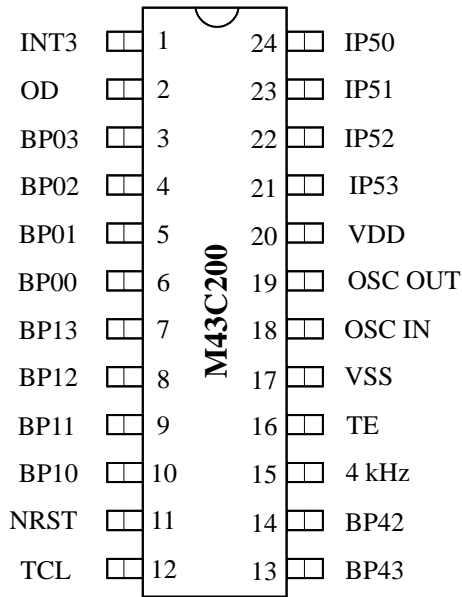 INT3 1 24 IP50
OD 2 23 IP51
BP03 3 22 IP52
BP02 4 21 IP53
BP01 5 20 VDD
BP00 6 19 OSC OUT
BP13 7 18 OSC IN
BP12 8 17 VSS
BP11 9 16 TE
BP10 10 15 4 kHz
NRST 11 14 BP42
TCL 12 13 BP43
M43C200